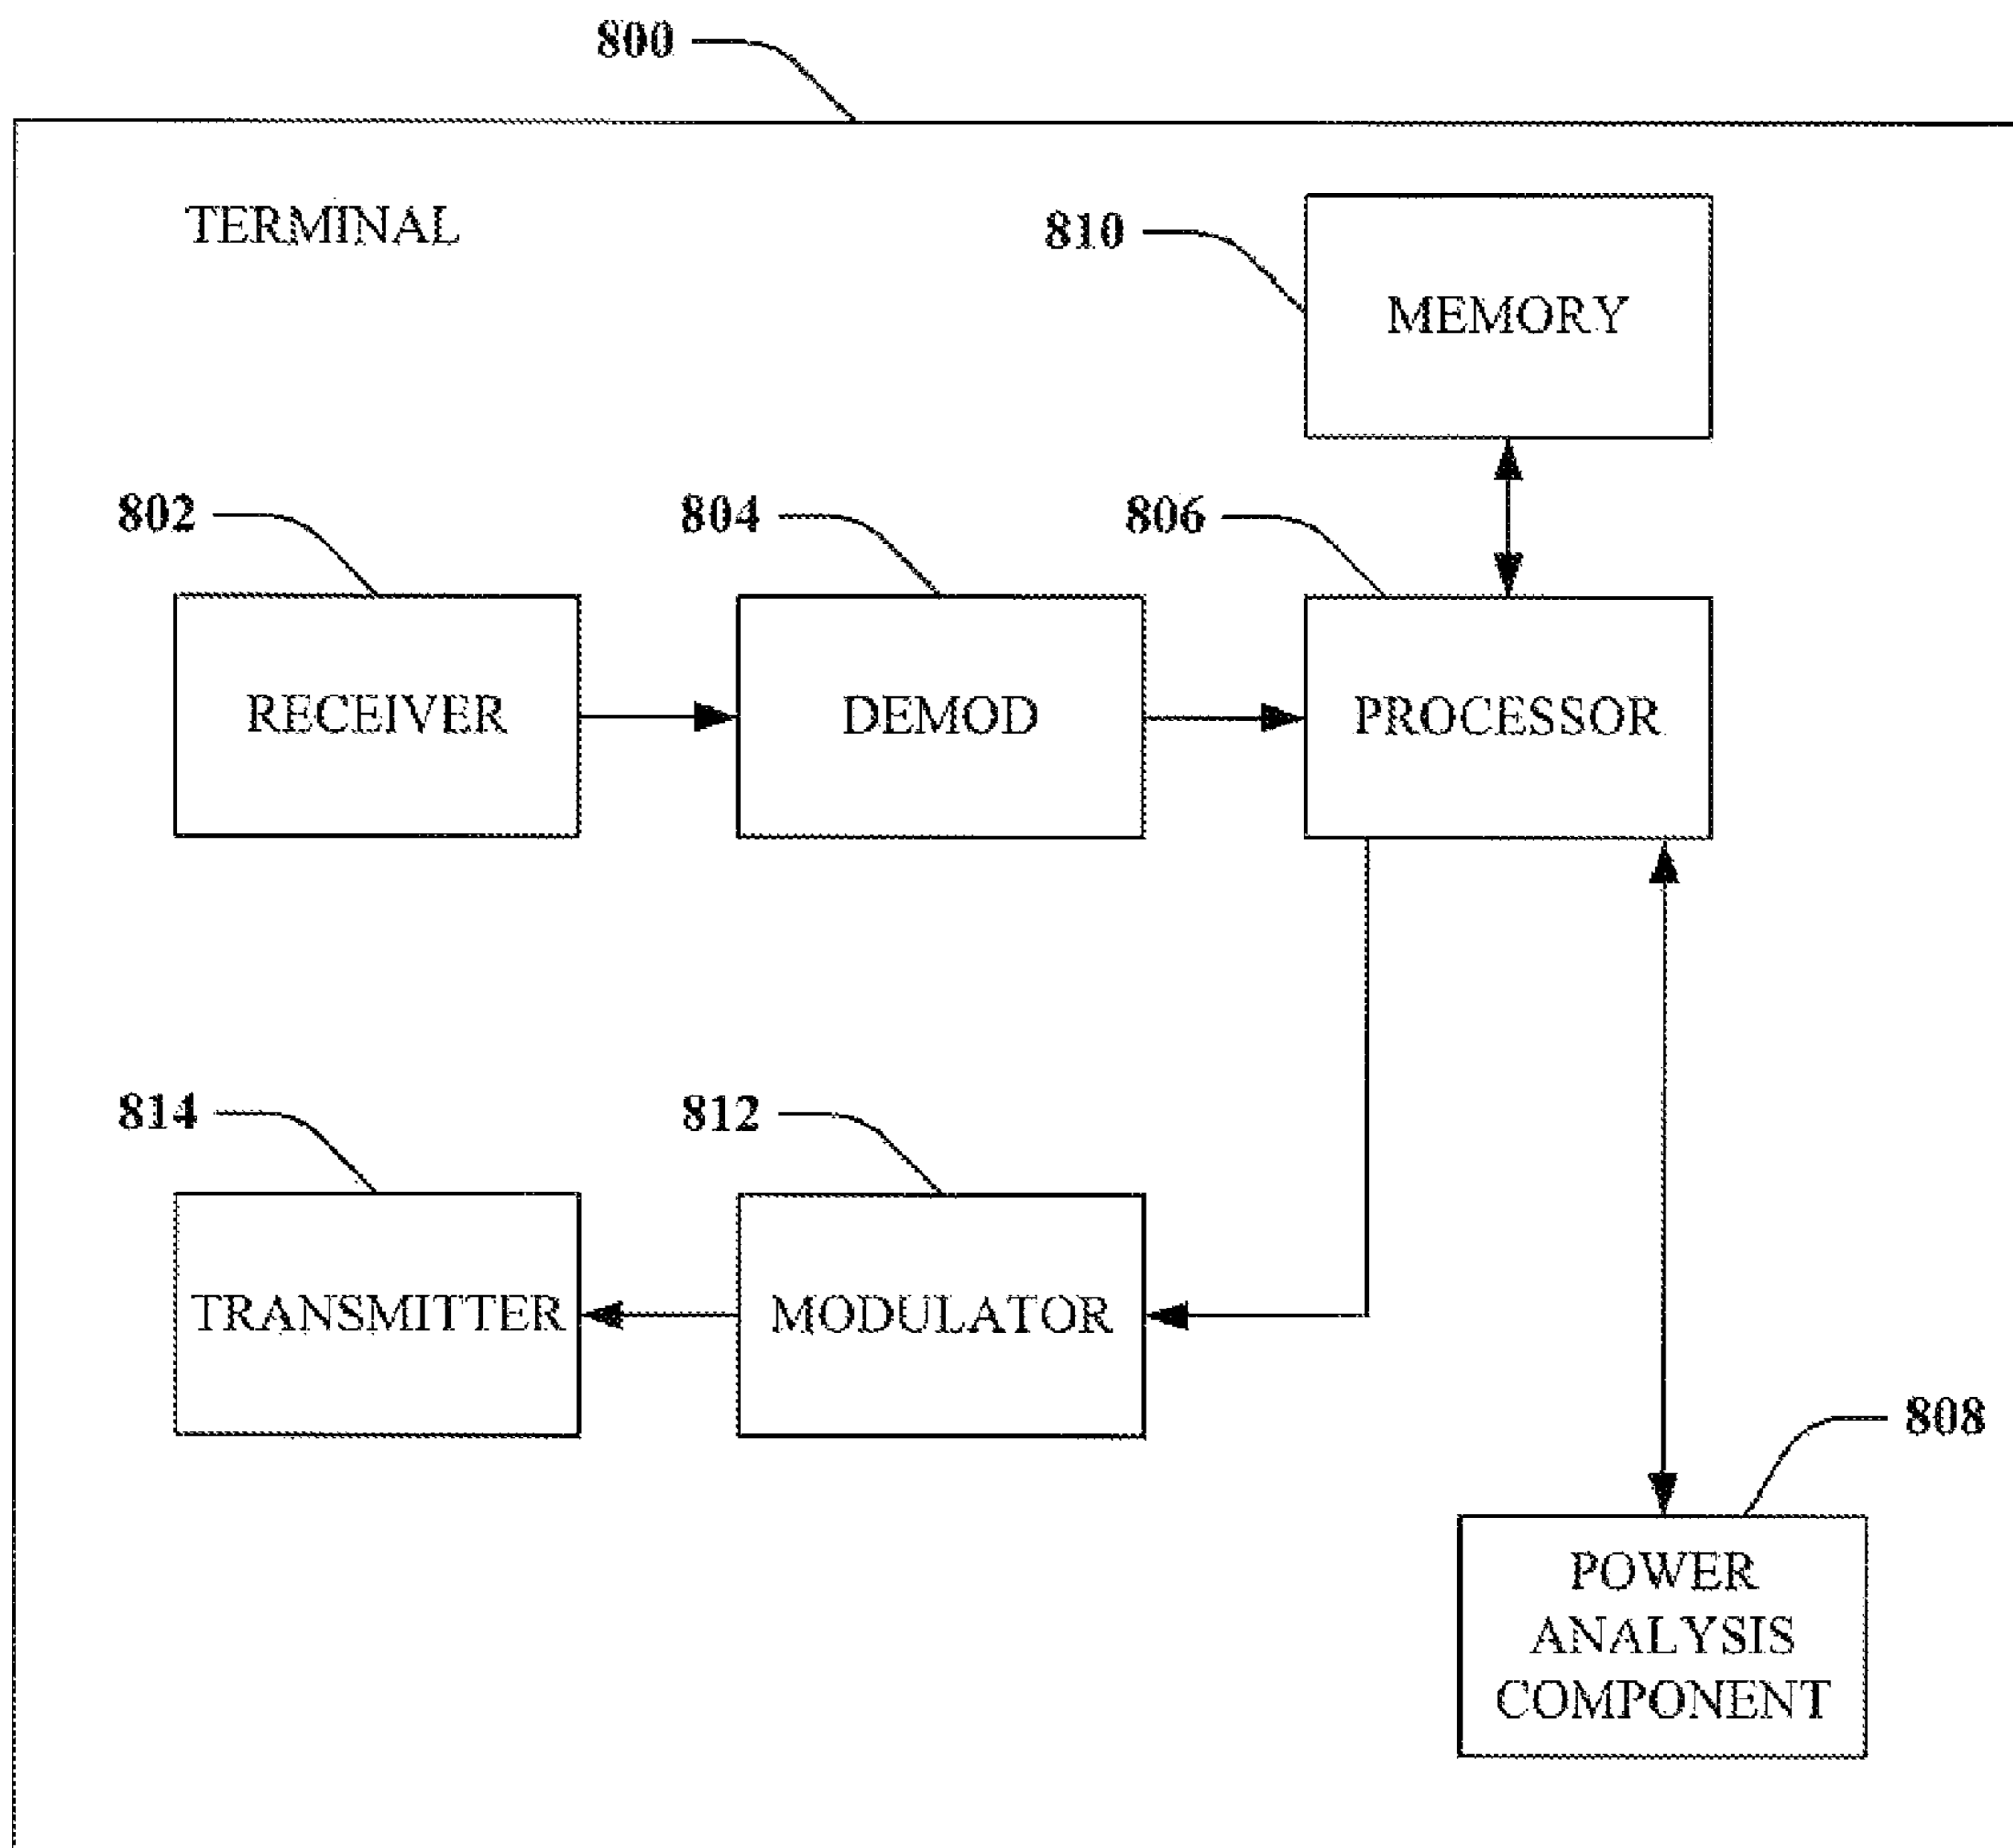 800
TERMINAL
810
MEMORY
802
804
806
RECEIVER
DEMOD
PROCESSOR
814
812
TRANSMITTER
MODULATOR
808
POWER
ANALYSIS
COMPONENT